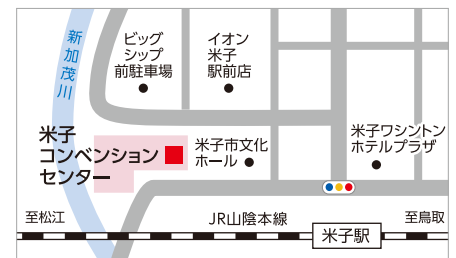 新加茂川
ビッグ
シップ
前駐車場
イオン
米子
駅前店
米子
コンベンション
センター
米子市文化
ホール
米子ワシントン
ホテルプラザ
至松江
JR山陰本線
至鳥取
米子駅